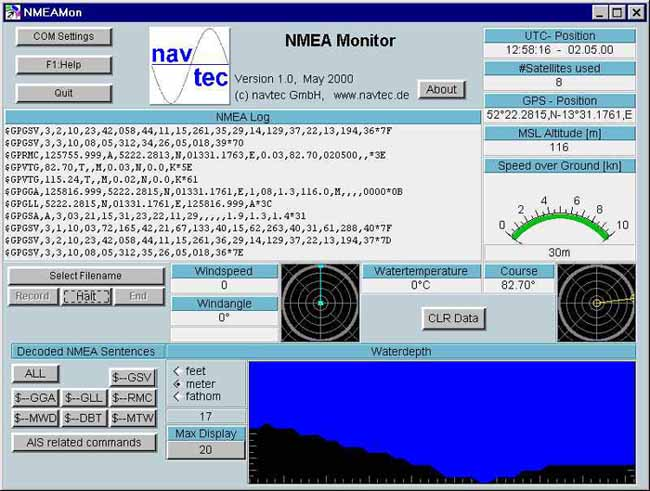 NMEAMon
COM Settings
F1:Help
Quit
nav
tec
NMEA Monitor
Version 1.0, May 2000
(c) navtec GmbH, www.navtec.de
About
UTC- Position
12:58:16 - 02.05.00
#Satellites used
8
GPS - Position
52°22.2815,N-13°31.1761,E
MSL Altitude [m]
116
Speed over Ground [kn]
0 2 4 6 8 10
30m
NMEA Log
$GPGSV,3,2,10,23,42,058,44,11,15,261,35,29,14,129,37,22,13,194,36*7F
$GPGSV,3,3,10,08,05,312,34,26,05,018,39*70
$GPRMC,125755.999,A,5222.2813,N,01331.1763,E,0.03,82.70,020500,,*3E
$GPVTG,82.70,T,,M,0.03,N,0.0,K*5E
$GPVTG,115.24,T,,M,0.02,N,0.0,K*61
$GPGGA,125816.999,5222.2815,N,01331.1761,E,1,08,1.3,116.0,M,,,,0000*0B
$GPGLL,5222.2815,N,01331.1761,E,125816.999,A*3C
$GPGSA,A,3,03,21,15,31,23,22,11,29,,,,,1.9,1.3,1.4*31
$GPGSV,3,1,10,03,72,165,42,21,67,133,40,15,62,263,40,31,61,288,40*7F
$GPGSV,3,2,10,23,42,058,44,11,15,261,36,29,14,129,37,22,13,194,37*7D
$GPGSV,3,3,10,08,05,312,35,26,05,018,36*7E
Select Filename
Record
Halt
End
Windspeed
0
Windangle
0°
Watertemperature
0°C
Course
82.70°
CLR Data
Decoded NMEA Sentences
ALL
$--GSV
$--GGA
$--GLL
$--RMC
$--MWD
$--DBT
$--MTW
AIS related commands
Waterdepth
feet
meter
fathom
17
Max Display
20